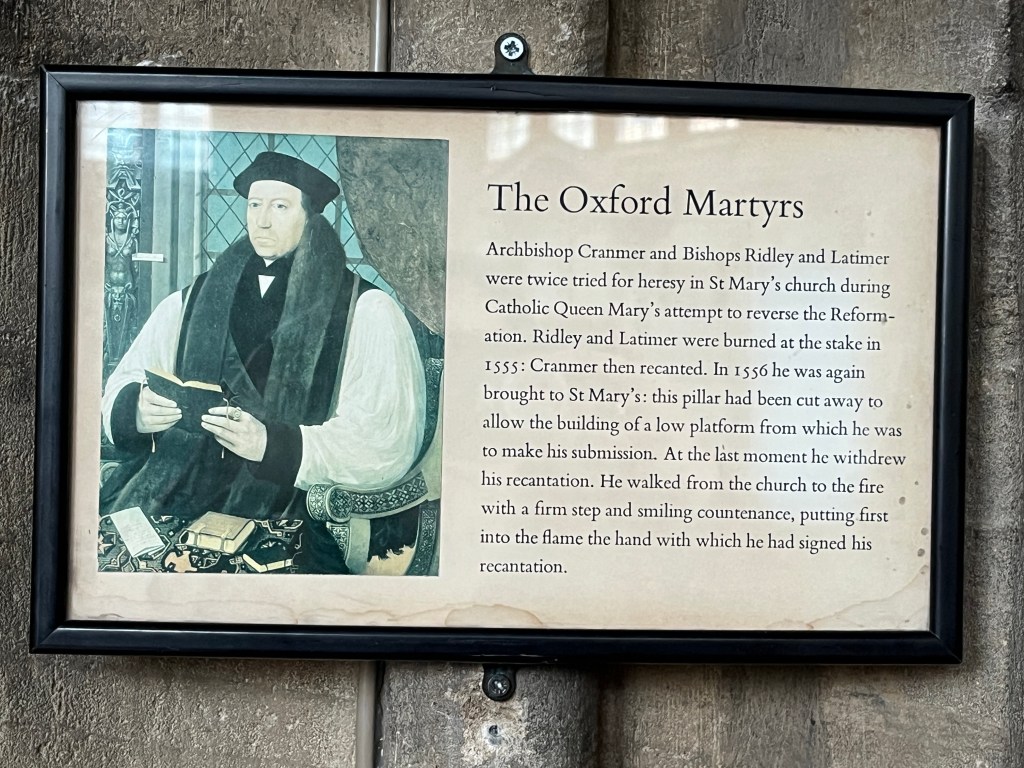 The Oxford Martyrs
Archbishop Cranmer and Bishops Ridley and Latimer
were twice tried for heresy in St Mary's church during
Catholic Queen Mary's attempt to reverse the Reform-
ation. Ridley and Latimer were burned at the stake in
1555: Cranmer then recanted. In 1556 he was again
brought to St Mary's: this pillar had been cut away to
allow the building of a low platform from which he was
to make his submission. At the last moment he withdrew
his recantation. He walked from the church to the fire
with a firm step and smiling countenance, putting first
into the flame the hand with which he had signed his
recantation.